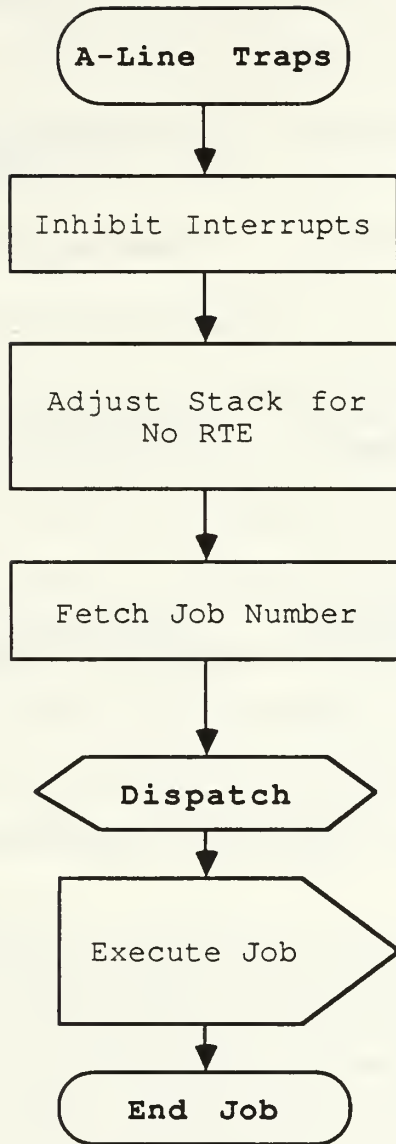 A-Line Traps
Inhibit Interrupts
Adjust Stack for
No RTE
Fetch Job Number
Dispatch
Execute Job
End Job